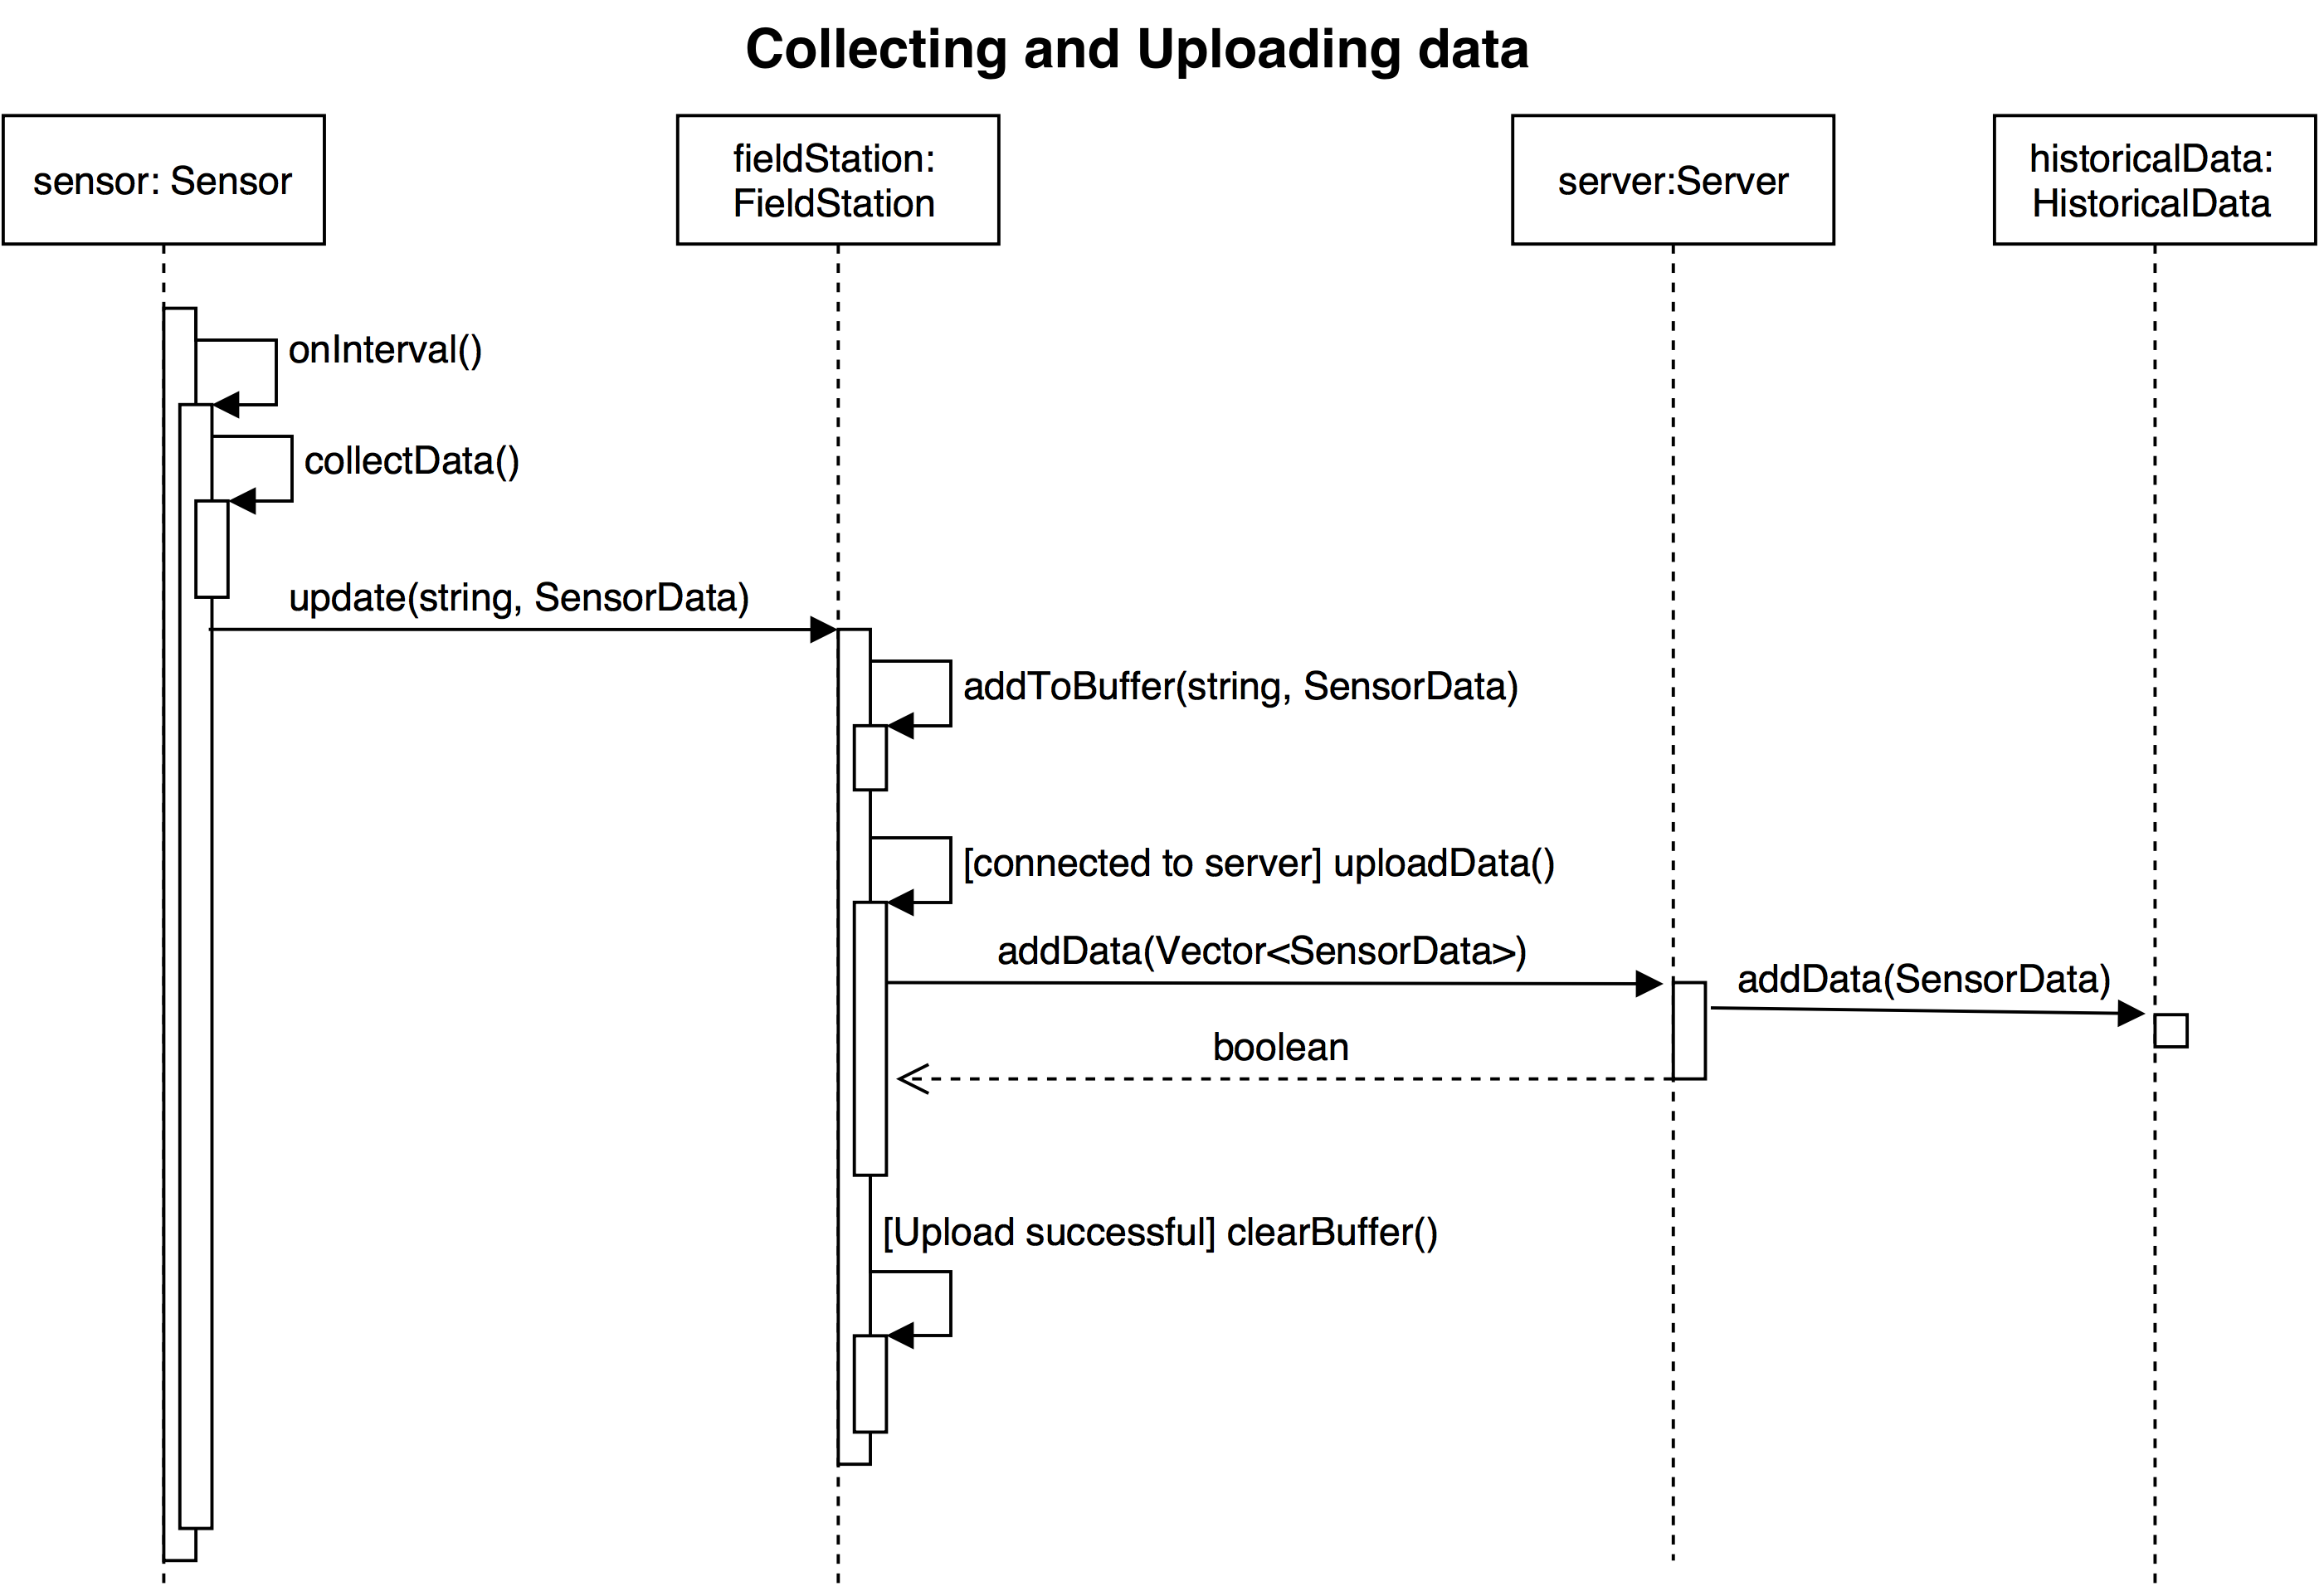 Collecting and Uploading data
sensor: Sensor
fieldStation:
FieldStation
server:Server
historicalData:
HistoricalData
onInterval()
collectData()
update(string, SensorData)
addToBuffer(string, SensorData)
[connected to server] uploadData()
addData(Vector<SensorData>)
addData(SensorData)
boolean
[Upload successful] clearBuffer()